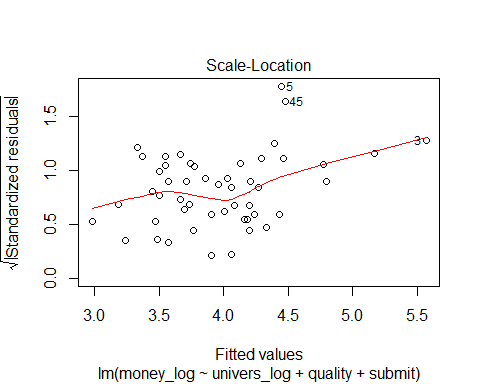 Scale-Location
√|Standardized residuals|
1.5
1.0
0.5
0.0
5
45
3
3.0 3.5 4.0 4.5 5.0 5.5
Fitted values
lm(money_log ~ univers_log + quality + submit)